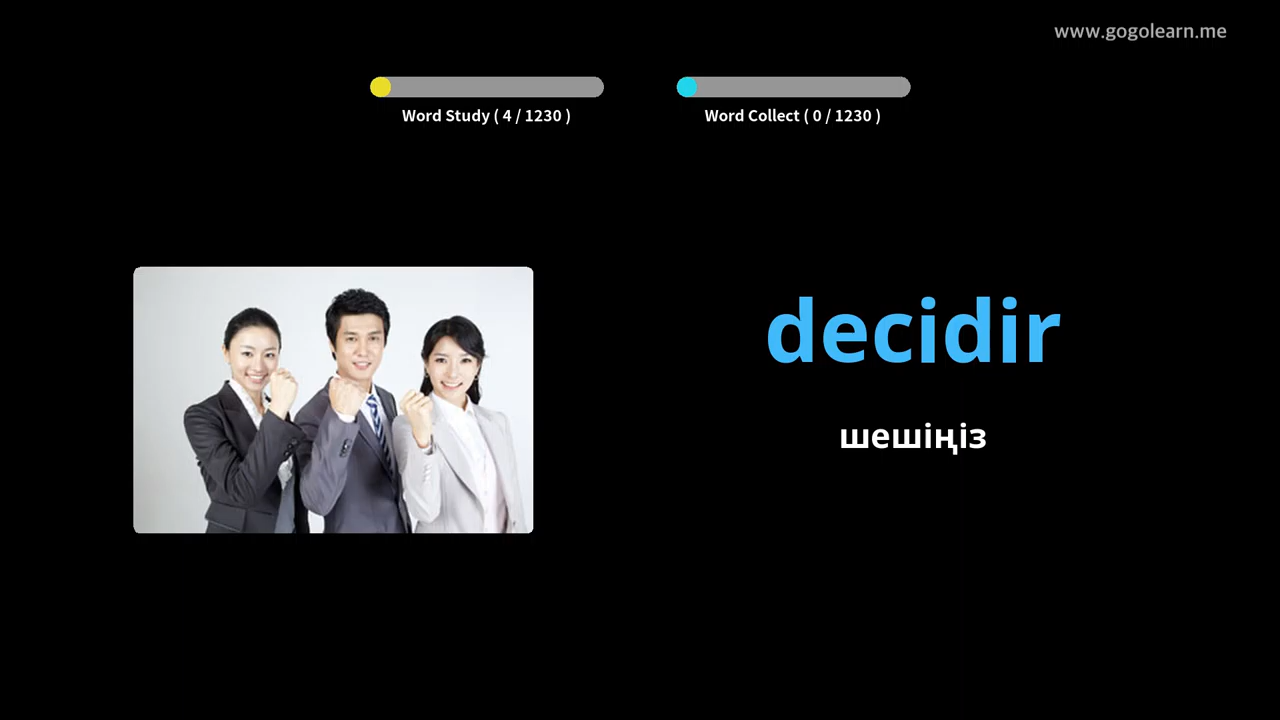 www.gogolearn.me
Word Study ( 4 / 1230 )
Word Collect ( 0 / 1230 )
decidir
шешіңіз